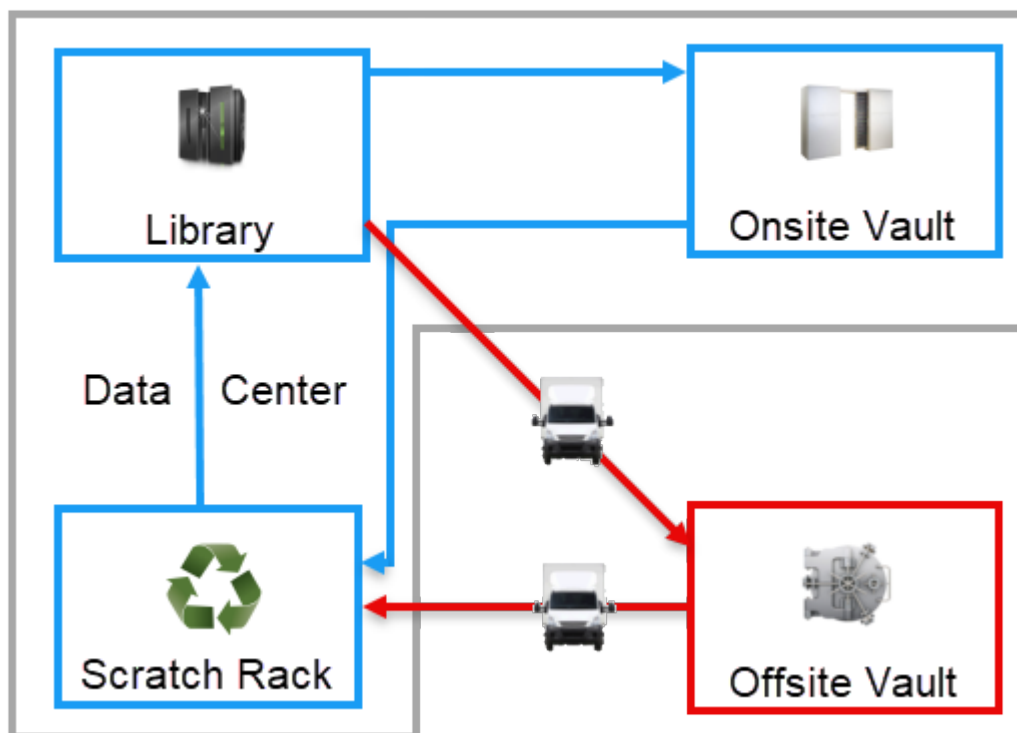 Library
Onsite Vault
Data Center
Scratch Rack
Offsite Vault